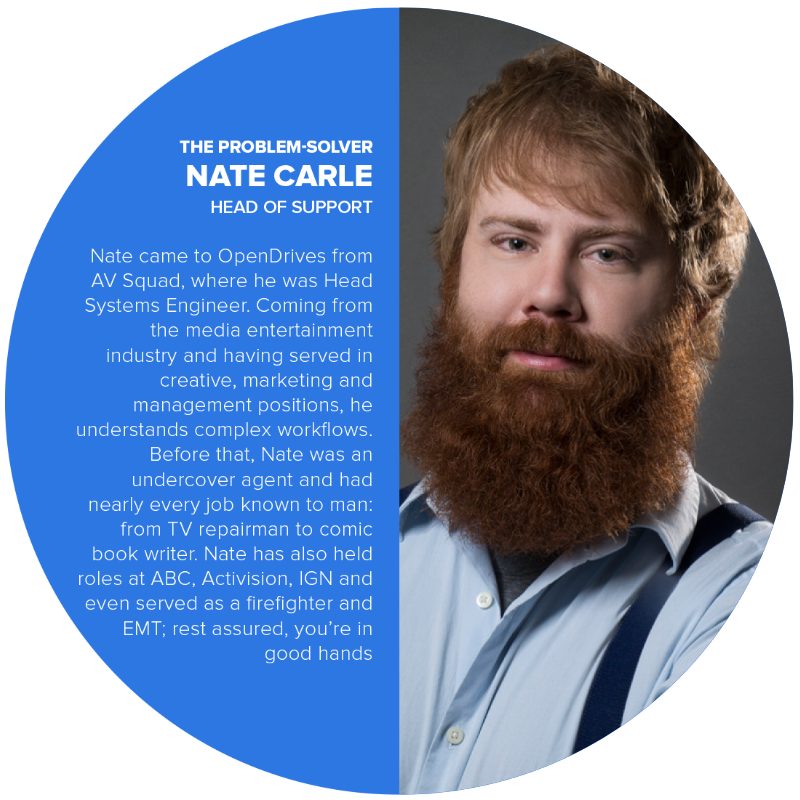 THE PROBLEM-SOLVER
NATE CARLE
HEAD OF SUPPORT
Nate came to OpenDrives from
AV Squad, where he was Head
Systems Engineer. Coming from
the media entertainment
industry and having served in
creative, marketing and
management positions, he
understands complex workflows.
Before that, Nate was an
undercover agent and had
nearly every job known to man:
from TV repairman to comic
book writer. Nate has also held
roles at ABC, Activision, IGN and
even served as a firefighter and
EMT; rest assured, you’re in
good hands